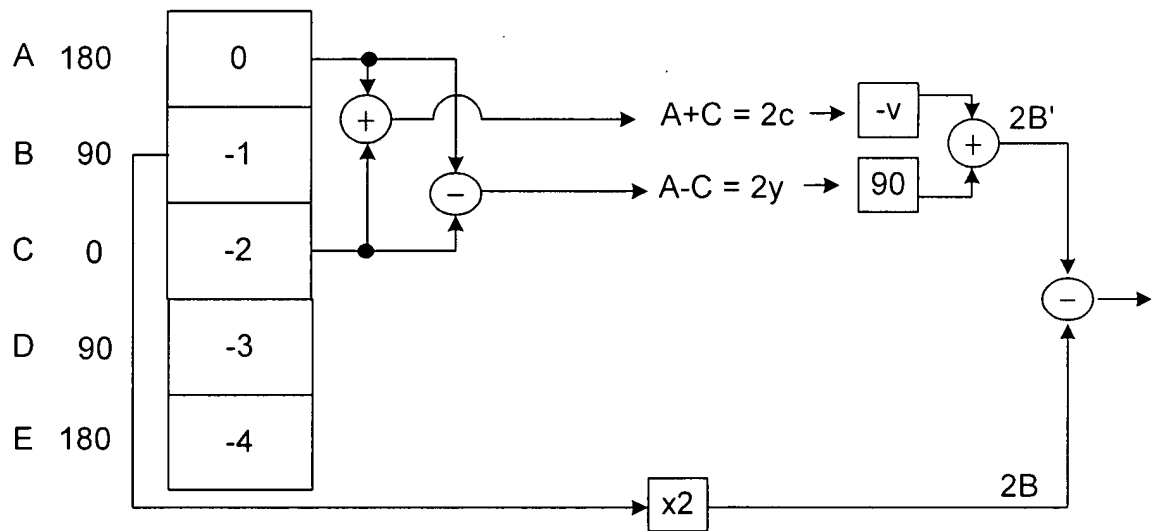 A 180 0
A+C = 2c -v 2B'
+
+
B 90 -1
A-C = 2y 90
−
C 0 -2
−
D 90 -3
E 180 -4
x2 2B